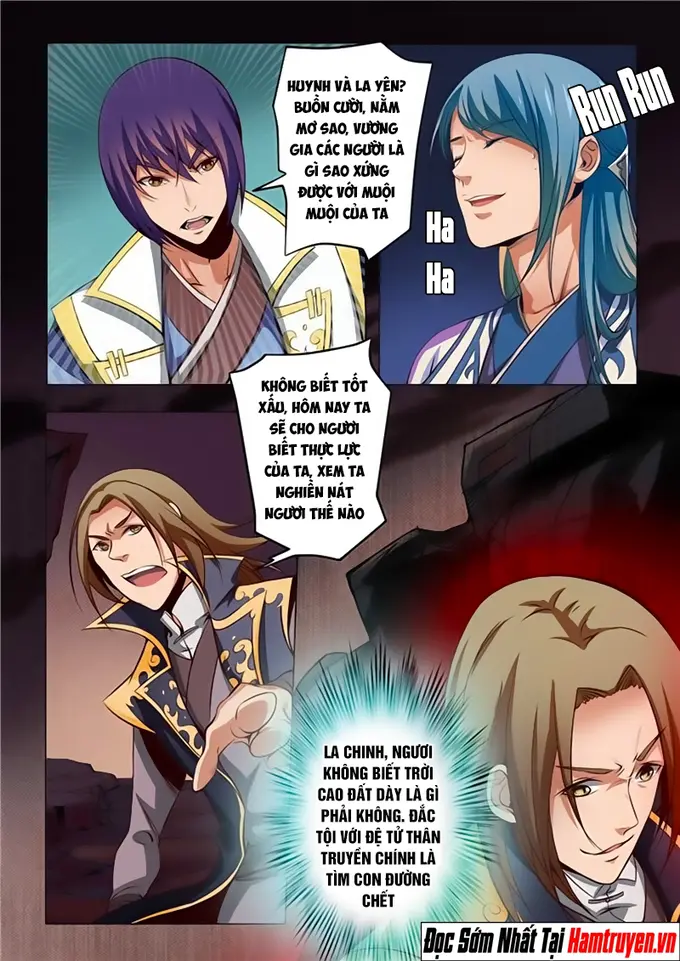 HUYNH VÀ LA YÊN?
BUỒN CƯỜI, NẰM
MƠ SAO, VƯƠNG
GIA CÁC NGƯỜI LÀ
GÌ SAO XỨNG
ĐƯỢC VỚI MUỘI
MUỘI CỦA TA
Run Run
Ha
Ha
KHÔNG BIẾT TỐT
XẤU, HÔM NAY TA
SẼ CHO NGƯƠI
BIẾT THỰC LỰC
CỦA TA, XEM TA
NGHIỀN NÁT
NGƯƠI THẾ NÀO
LA CHINH, NGƯƠI
KHÔNG BIẾT TRỜI
CAO ĐẤT DÀY LÀ GÌ
PHẢI KHÔNG. ĐẮC
TỘI VỚI ĐỆ TỬ THÂN
TRUYỀN CHÍNH LÀ
TÌM CON ĐƯỜNG
CHẾT
Đọc Sớm Nhất Tại Hamtruyen.vn